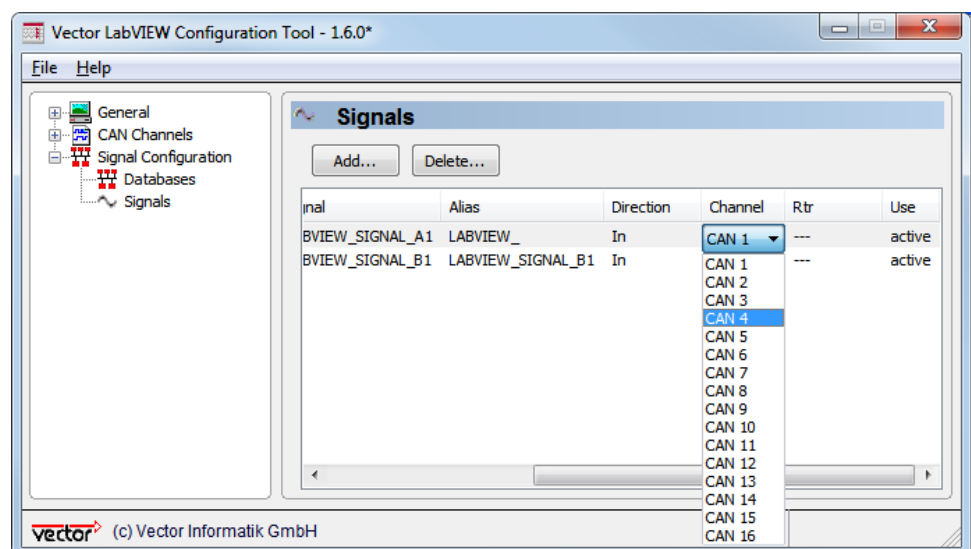 Vector LabVIEW Configuration Tool - 1.6.0*
File Help
General
CAN Channels
Signal Configuration
Databases
Signals
Signals
Add... Delete...
nal Alias Direction Channel Rtr Use
BVIEW_SIGNAL_A1 LABVIEW_ In CAN 1 --- active
BVIEW_SIGNAL_B1 LABVIEW_SIGNAL_B1 In --- active
CAN 1
CAN 2
CAN 3
CAN 4
CAN 5
CAN 6
CAN 7
CAN 8
CAN 9
CAN 10
CAN 11
CAN 12
CAN 13
CAN 14
CAN 15
CAN 16
vector (c) Vector Informatik GmbH